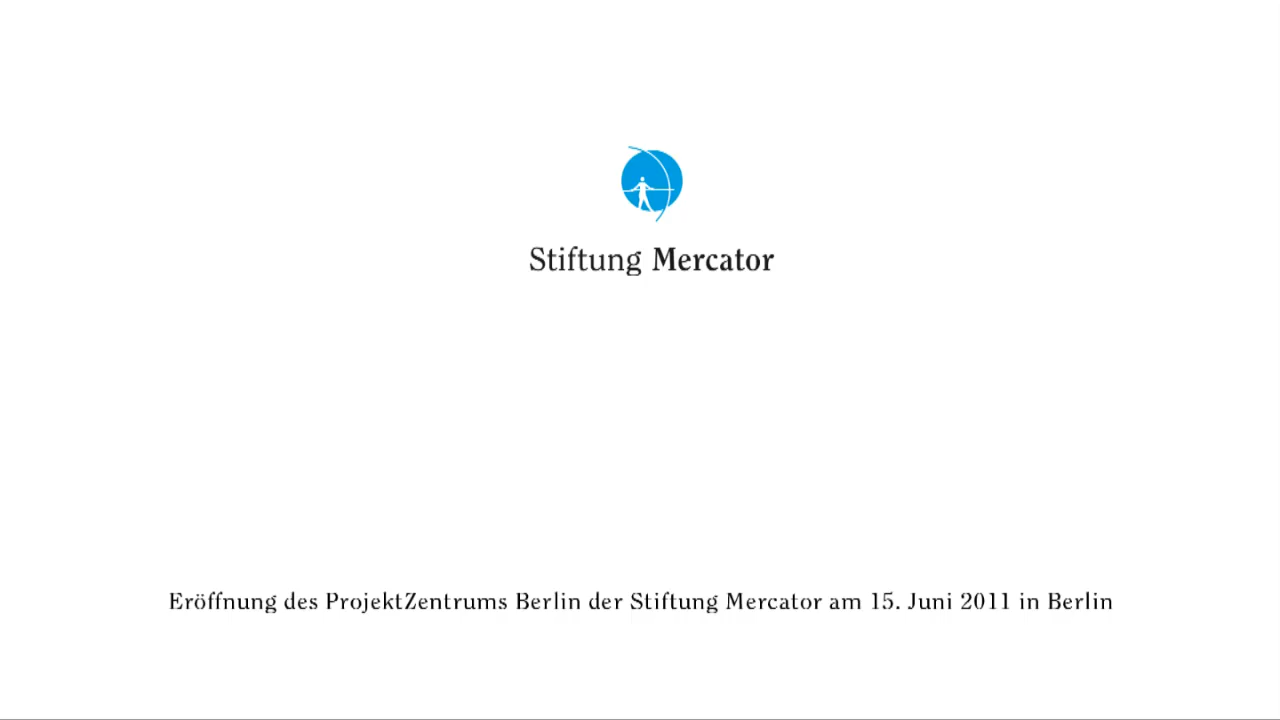 Stiftung Mercator
Eröffnung des ProjektZentrums Berlin der Stiftung Mercator am 15. Juni 2011 in Berlin